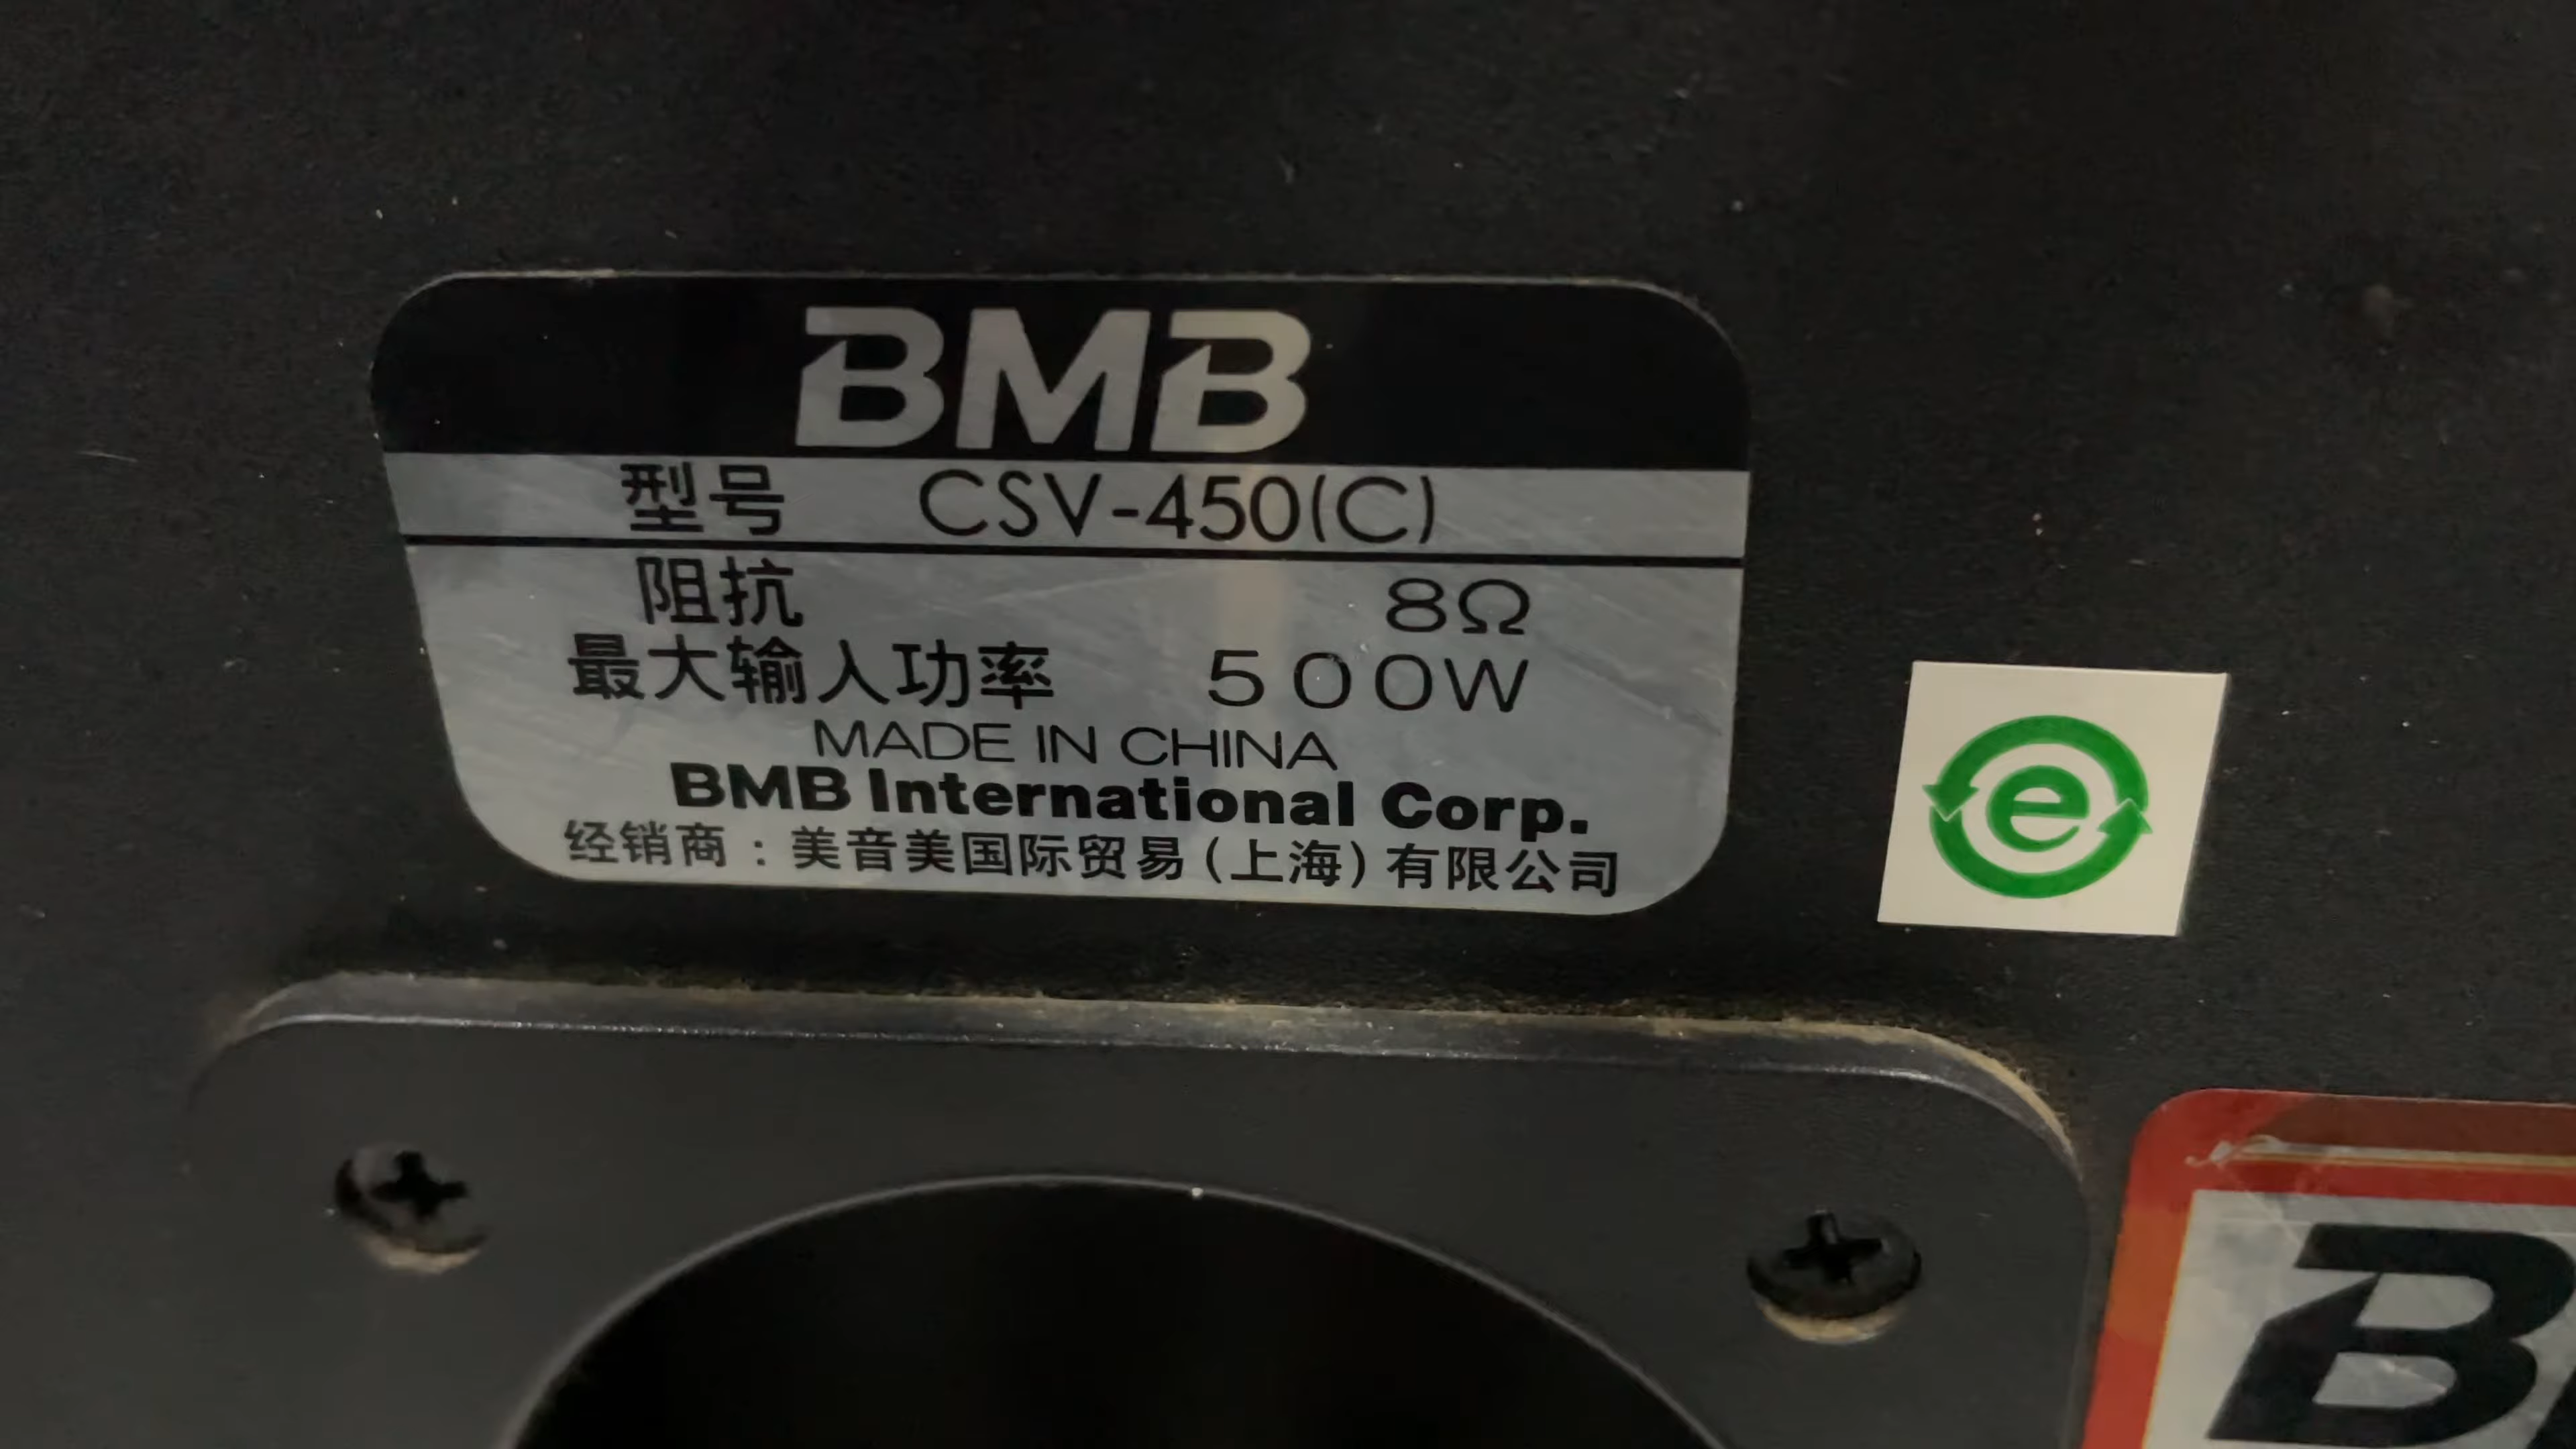 BMB
型号 CSV-450(C)
阻抗 8Ω
最大输入功率 500W
MADE IN CHINA
BMB International Corp.
经销商：美音美国际贸易(上海)有限公司
e
B